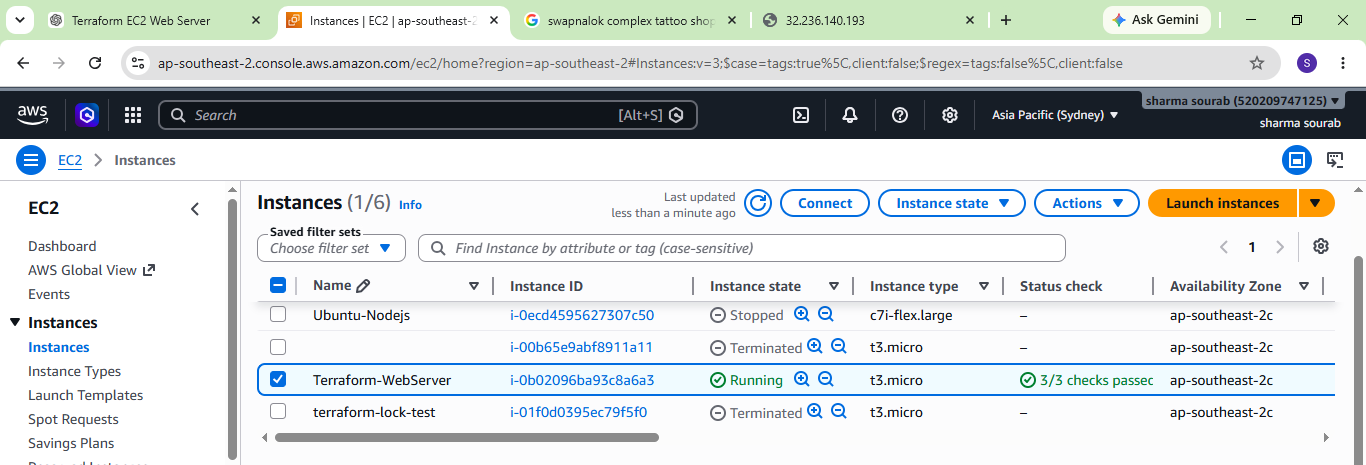 Terraform EC2 Web Server
Instances | EC2 | ap-southeast-2
swapnalok complex tattoo shop
32.236.140.193
Ask Gemini
ap-southeast-2.console.aws.amazon.com/ec2/home?region=ap-southeast-2#Instances:v=3;$case=tags:true%5C,client:false;$regex=tags:false%5C,client:false
S
aws
Search
[Alt+S]
Asia Pacific (Sydney)
sharma sourab (520209747125)
sharma sourab
EC2 > Instances
EC2
Dashboard
AWS Global View
Events
Instances
Instances
Instance Types
Launch Templates
Spot Requests
Savings Plans
Instances (1/6) Info
Last updated
less than a minute ago
Connect
Instance state
Actions
Launch instances
Saved filter sets
Choose filter set
Find Instance by attribute or tag (case-sensitive)
1
Name Instance ID Instance state Instance type Status check Availability Zone
Ubuntu-Nodejs i-0ecd4595627307c50 Stopped c7i-flex.large – ap-southeast-2c
i-00b65e9abf8911a11 Terminated t3.micro – ap-southeast-2c
Terraform-WebServer i-0b02096ba93c8a6a3 Running t3.micro 3/3 checks passed ap-southeast-2c
terraform-lock-test i-01f0d0395ec79f5f0 Terminated t3.micro – ap-southeast-2c